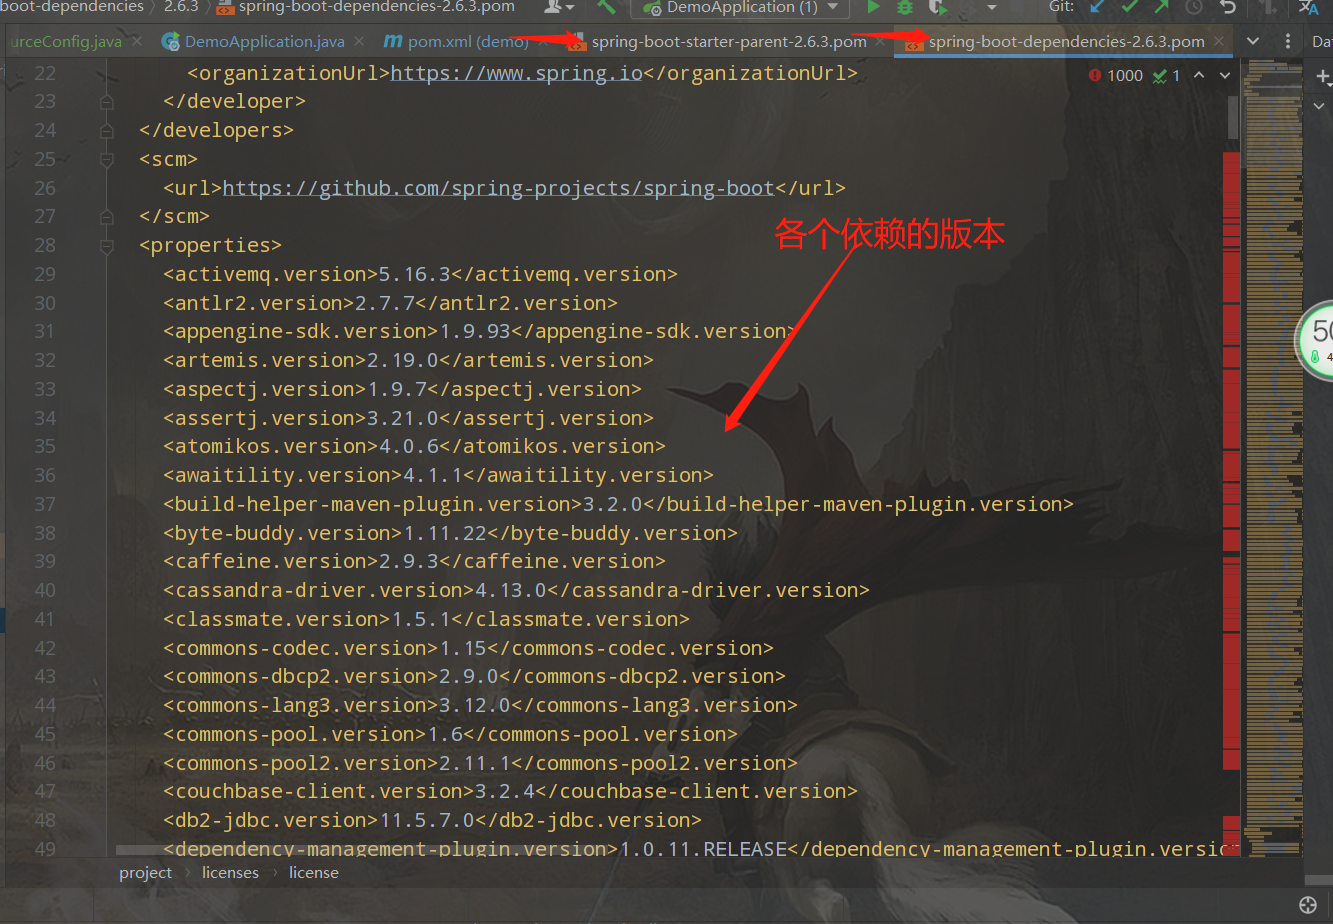 boot-dependencies › 2.6.3 › spring-boot-dependencies-2.6.3.pom DemoApplication (1) Git:
urceConfig.java DemoApplication.java pom.xml (demo) spring-boot-starter-parent-2.6.3.pom spring-boot-dependencies-2.6.3.pom
1000 1
22 <organizationUrl>https://www.spring.io</organizationUrl>
23 </developer>
24 </developers>
25 <scm>
26 <url>https://github.com/spring-projects/spring-boot</url>
27 </scm>
各个依赖的版本
28 <properties>
29 <activemq.version>5.16.3</activemq.version>
30 <antlr2.version>2.7.7</antlr2.version>
31 <appengine-sdk.version>1.9.93</appengine-sdk.version>
32 <artemis.version>2.19.0</artemis.version>
33 <aspectj.version>1.9.7</aspectj.version>
34 <assertj.version>3.21.0</assertj.version>
35 <atomikos.version>4.0.6</atomikos.version>
36 <awaitility.version>4.1.1</awaitility.version>
37 <build-helper-maven-plugin.version>3.2.0</build-helper-maven-plugin.version>
38 <byte-buddy.version>1.11.22</byte-buddy.version>
39 <caffeine.version>2.9.3</caffeine.version>
40 <cassandra-driver.version>4.13.0</cassandra-driver.version>
41 <classmate.version>1.5.1</classmate.version>
42 <commons-codec.version>1.15</commons-codec.version>
43 <commons-dbcp2.version>2.9.0</commons-dbcp2.version>
44 <commons-lang3.version>3.12.0</commons-lang3.version>
45 <commons-pool.version>1.6</commons-pool.version>
46 <commons-pool2.version>2.11.1</commons-pool2.version>
47 <couchbase-client.version>3.2.4</couchbase-client.version>
48 <db2-jdbc.version>11.5.7.0</db2-jdbc.version>
49 <dependency-management-plugin.version>1.0.11.RELEASE</dependency-management-plugin.versio
project › licenses › license